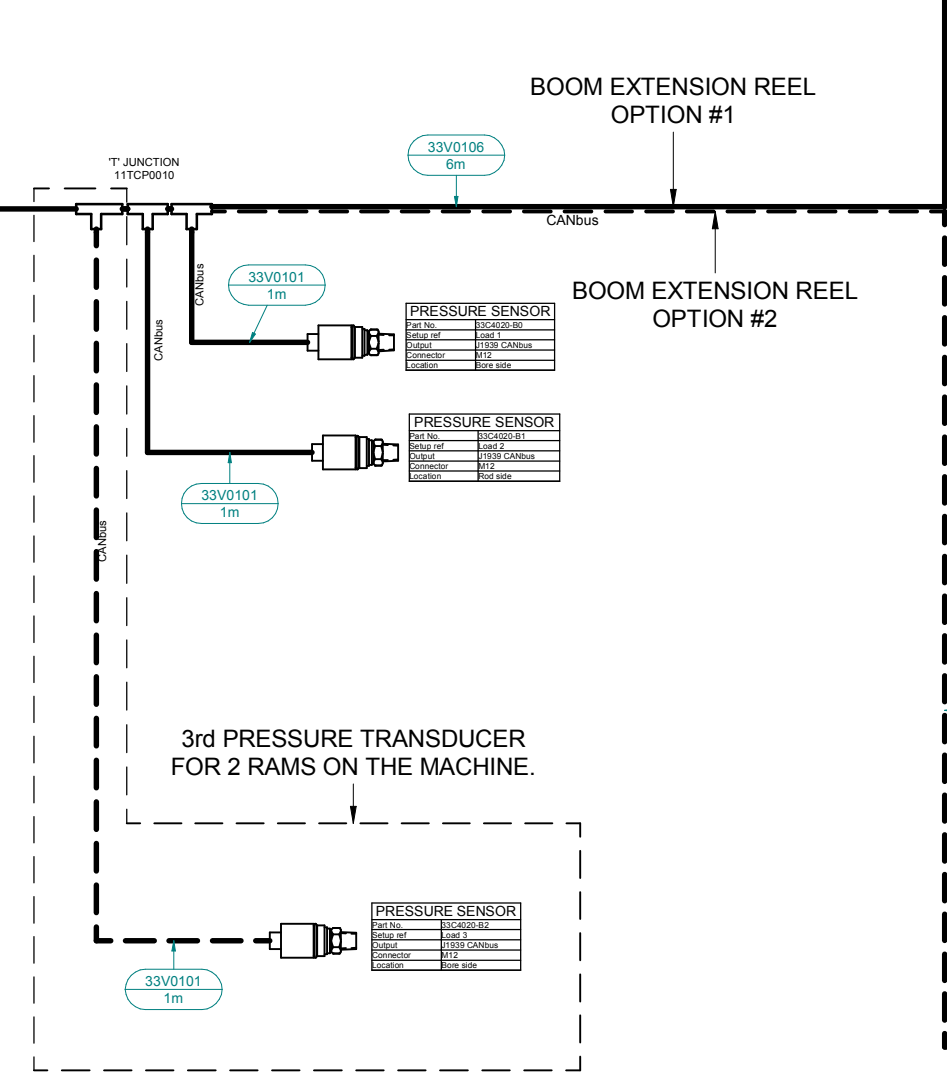 BOOM EXTENSION REEL
OPTION #1
33V0106
6m
'T' JUNCTION
11TCP0010
CANbus
BOOM EXTENSION REEL
OPTION #2
CANbus
33V0101
1m
PRESSURE SENSOR
Part No. 33C4020-B0
Setup ref Load 1
Output J1939 CANbus
Connector M12
Location Bore side
CANbus
PRESSURE SENSOR
Part No. 33C4020-B1
Setup ref Load 2
Output J1939 CANbus
Connector M12
Location Rod side
33V0101
1m
CANbus
3rd PRESSURE TRANSDUCER
FOR 2 RAMS ON THE MACHINE.
PRESSURE SENSOR
Part No. 33C4020-B2
Setup ref Load 3
Output J1939 CANbus
Connector M12
Location Bore side
33V0101
1m